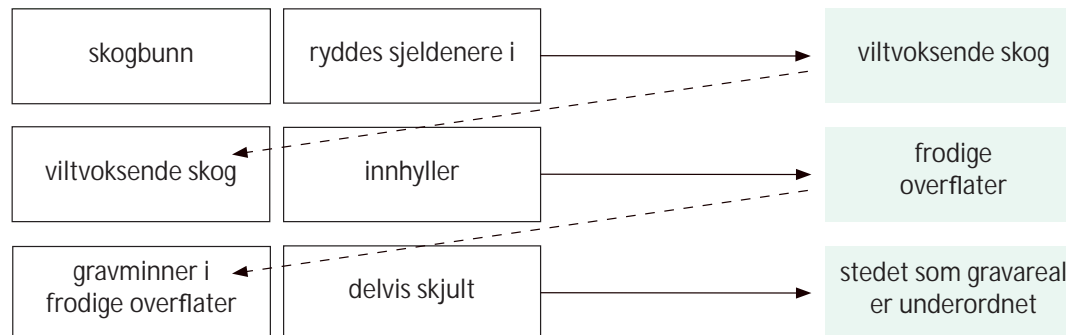 skogbunn
ryddes sjeldenere i
viltvoksende skog
viltvoksende skog
innhyller
frodige
overflater
gravminner i
frodige overflater
delvis skjult
stedet som gravareal
er underordnet